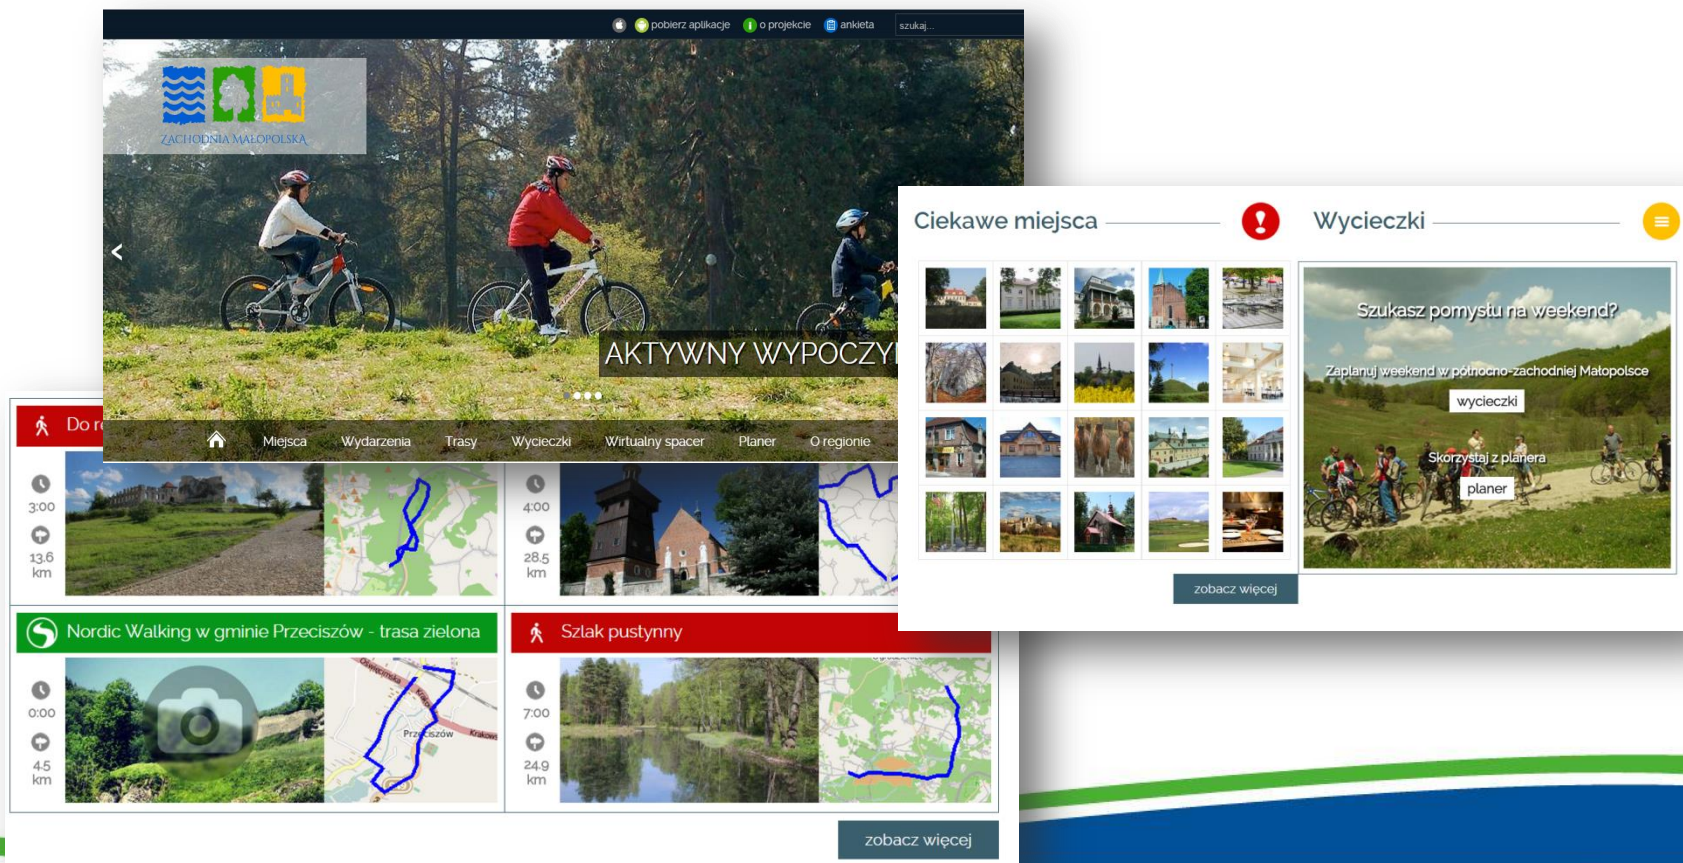 pobierz aplikacje
o projekcie
ankieta
szukaj...
ZACHODNIA MAŁOPOLSKA
AKTYWNY
Miejsca
Wydarzenia
Trasy
Wycieczki
Wirtualny spacer
Planer
O regionie
Ciekawe miejsca
zobacz więcej
Wycieczki
Szukasz pomysłu na weekend?
Zaplanuj weekend w północno-zachodniej Małopolsce
wycieczki
Skorzystaj z planera
planer
Do
3:00
13.6
km
4:00
28.5
km
Nordic Walking w gminie Przeciszów - trasa zielona
0:00
4.5
km
Oświęcimska
Przeciszów
Szlak pustynny
7:00
24.9
km
zobacz więcej